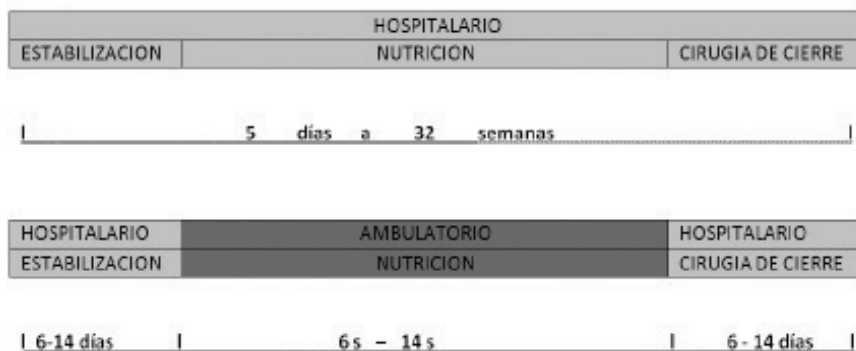 HOSPITALARIO
ESTABILIZACION NUTRICION CIRUGIA DE CIERRE
5 días a 32 semanas
HOSPITALARIO AMBULATORIO HOSPITALARIO
ESTABILIZACION NUTRICION CIRUGIA DE CIERRE
6-14 días 6 s – 14 s 6 - 14 días